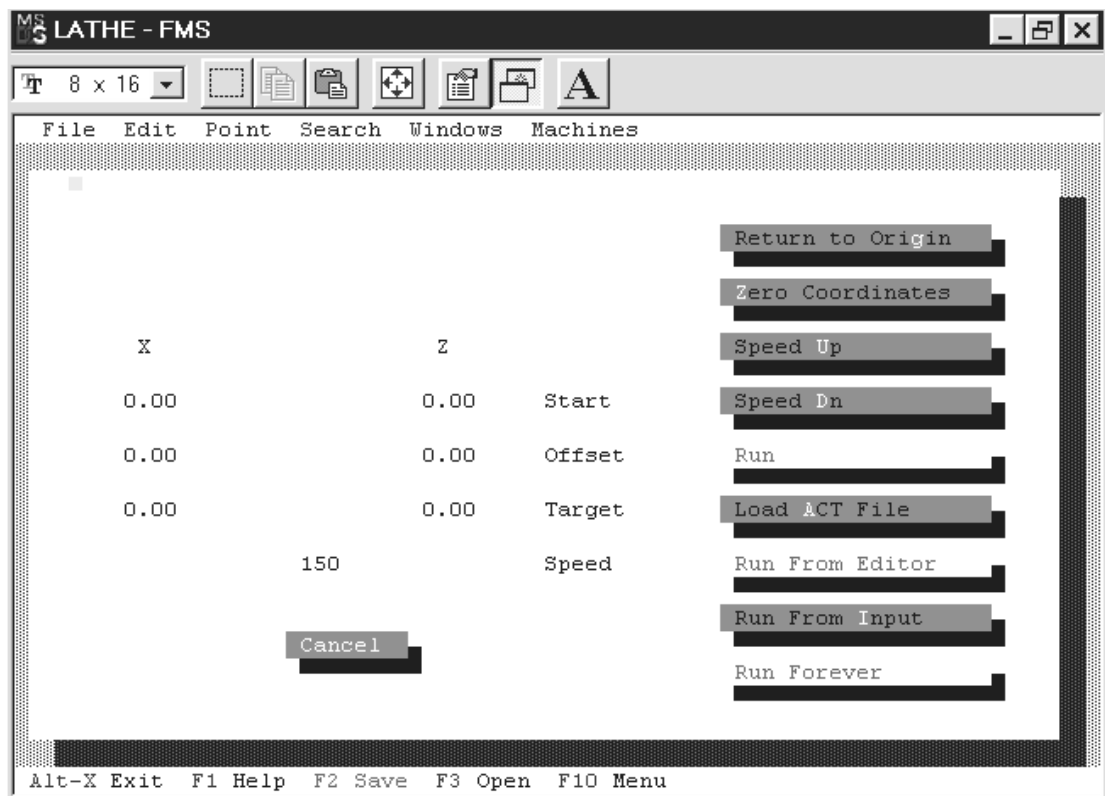 MS DOS LATHE - FMS
Tr 8 x 16 A
File Edit Point Search Windows Machines
Return to Origin
Zero Coordinates
X Z Speed Up
0.00 0.00 Start Speed Dn
0.00 0.00 Offset Run
0.00 0.00 Target Load ACT File
150 Speed Run From Editor
Run From Input
Cancel
Run Forever
Alt-X Exit F1 Help F2 Save F3 Open F10 Menu